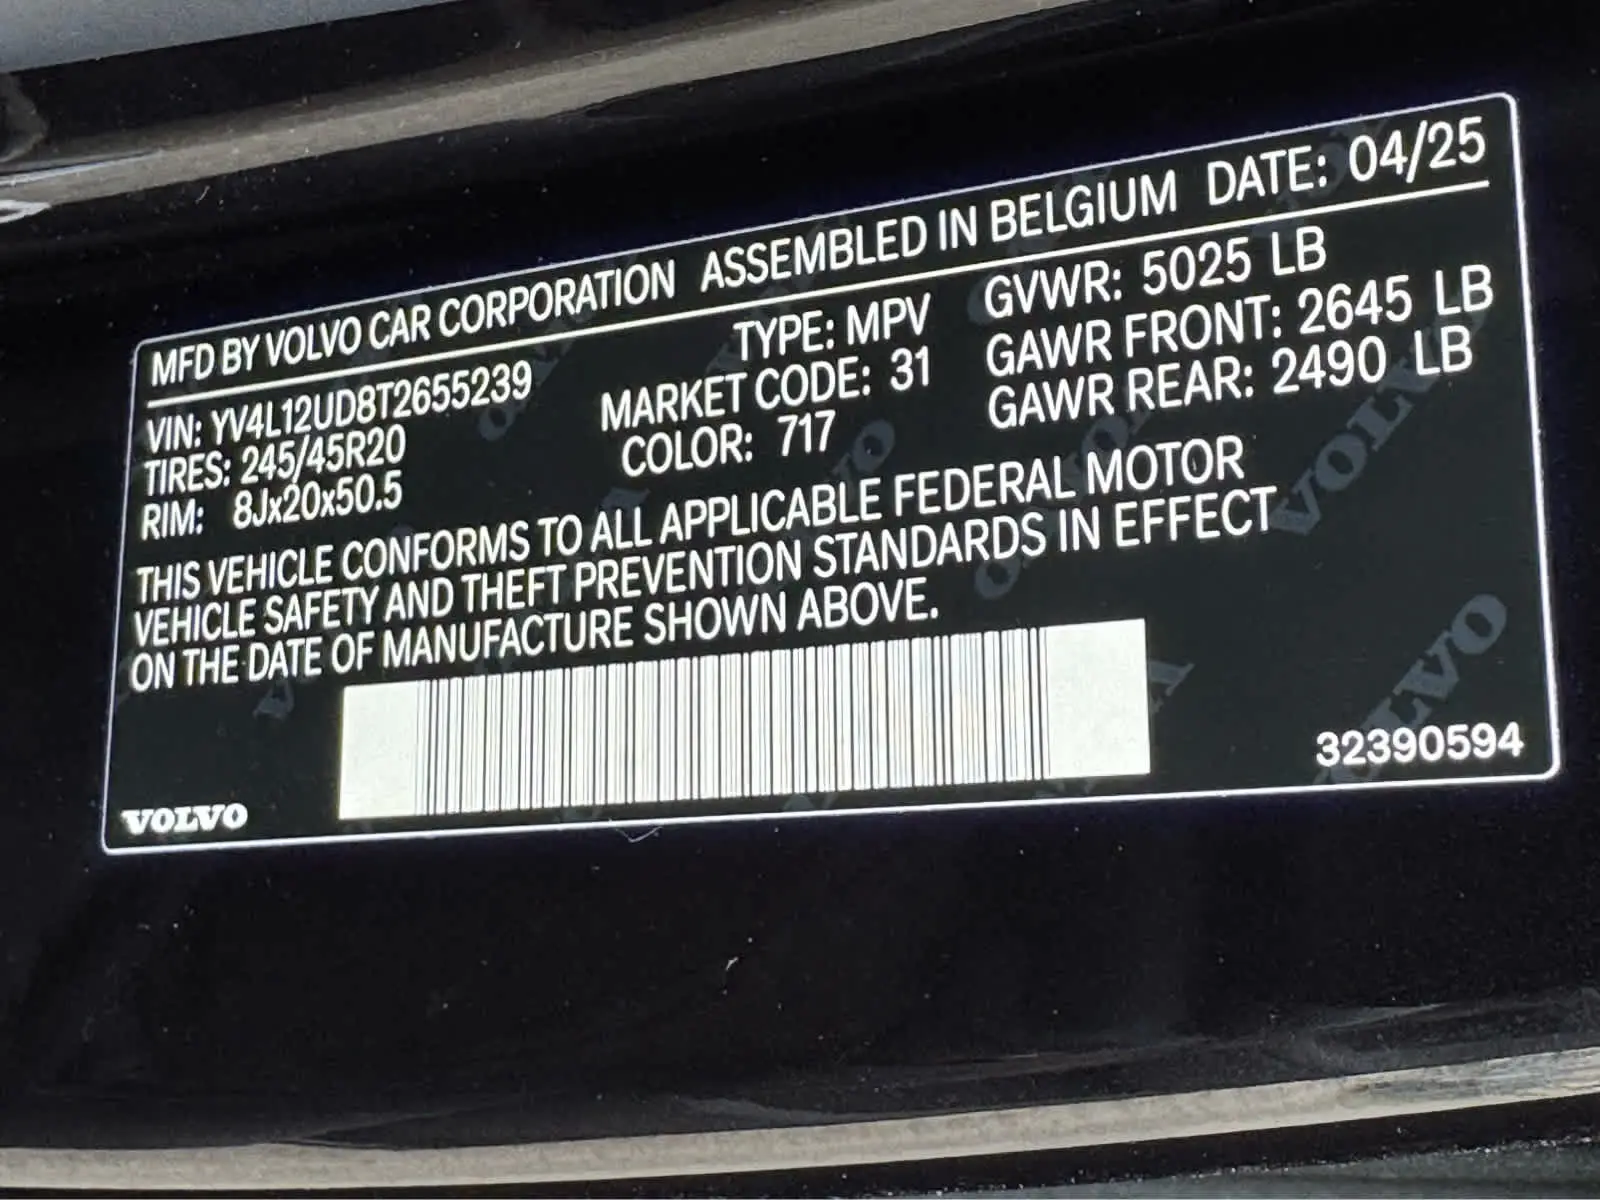 MFD BY VOLVO CAR CORPORATION ASSEMBLED IN BELGIUM DATE: 04/25
VIN: YV4L12UD8T2655239 TYPE: MPV GVWR: 5025 LB
TIRES: 245/45R20 MARKET CODE: 31 GAWR FRONT: 2645 LB
RIM: 8Jx20x50.5 COLOR: 717 GAWR REAR: 2490 LB
THIS VEHICLE CONFORMS TO ALL APPLICABLE FEDERAL MOTOR
VEHICLE SAFETY AND THEFT PREVENTION STANDARDS IN EFFECT
ON THE DATE OF MANUFACTURE SHOWN ABOVE.
VOLVO
32390594
VOLVO
VOLVO